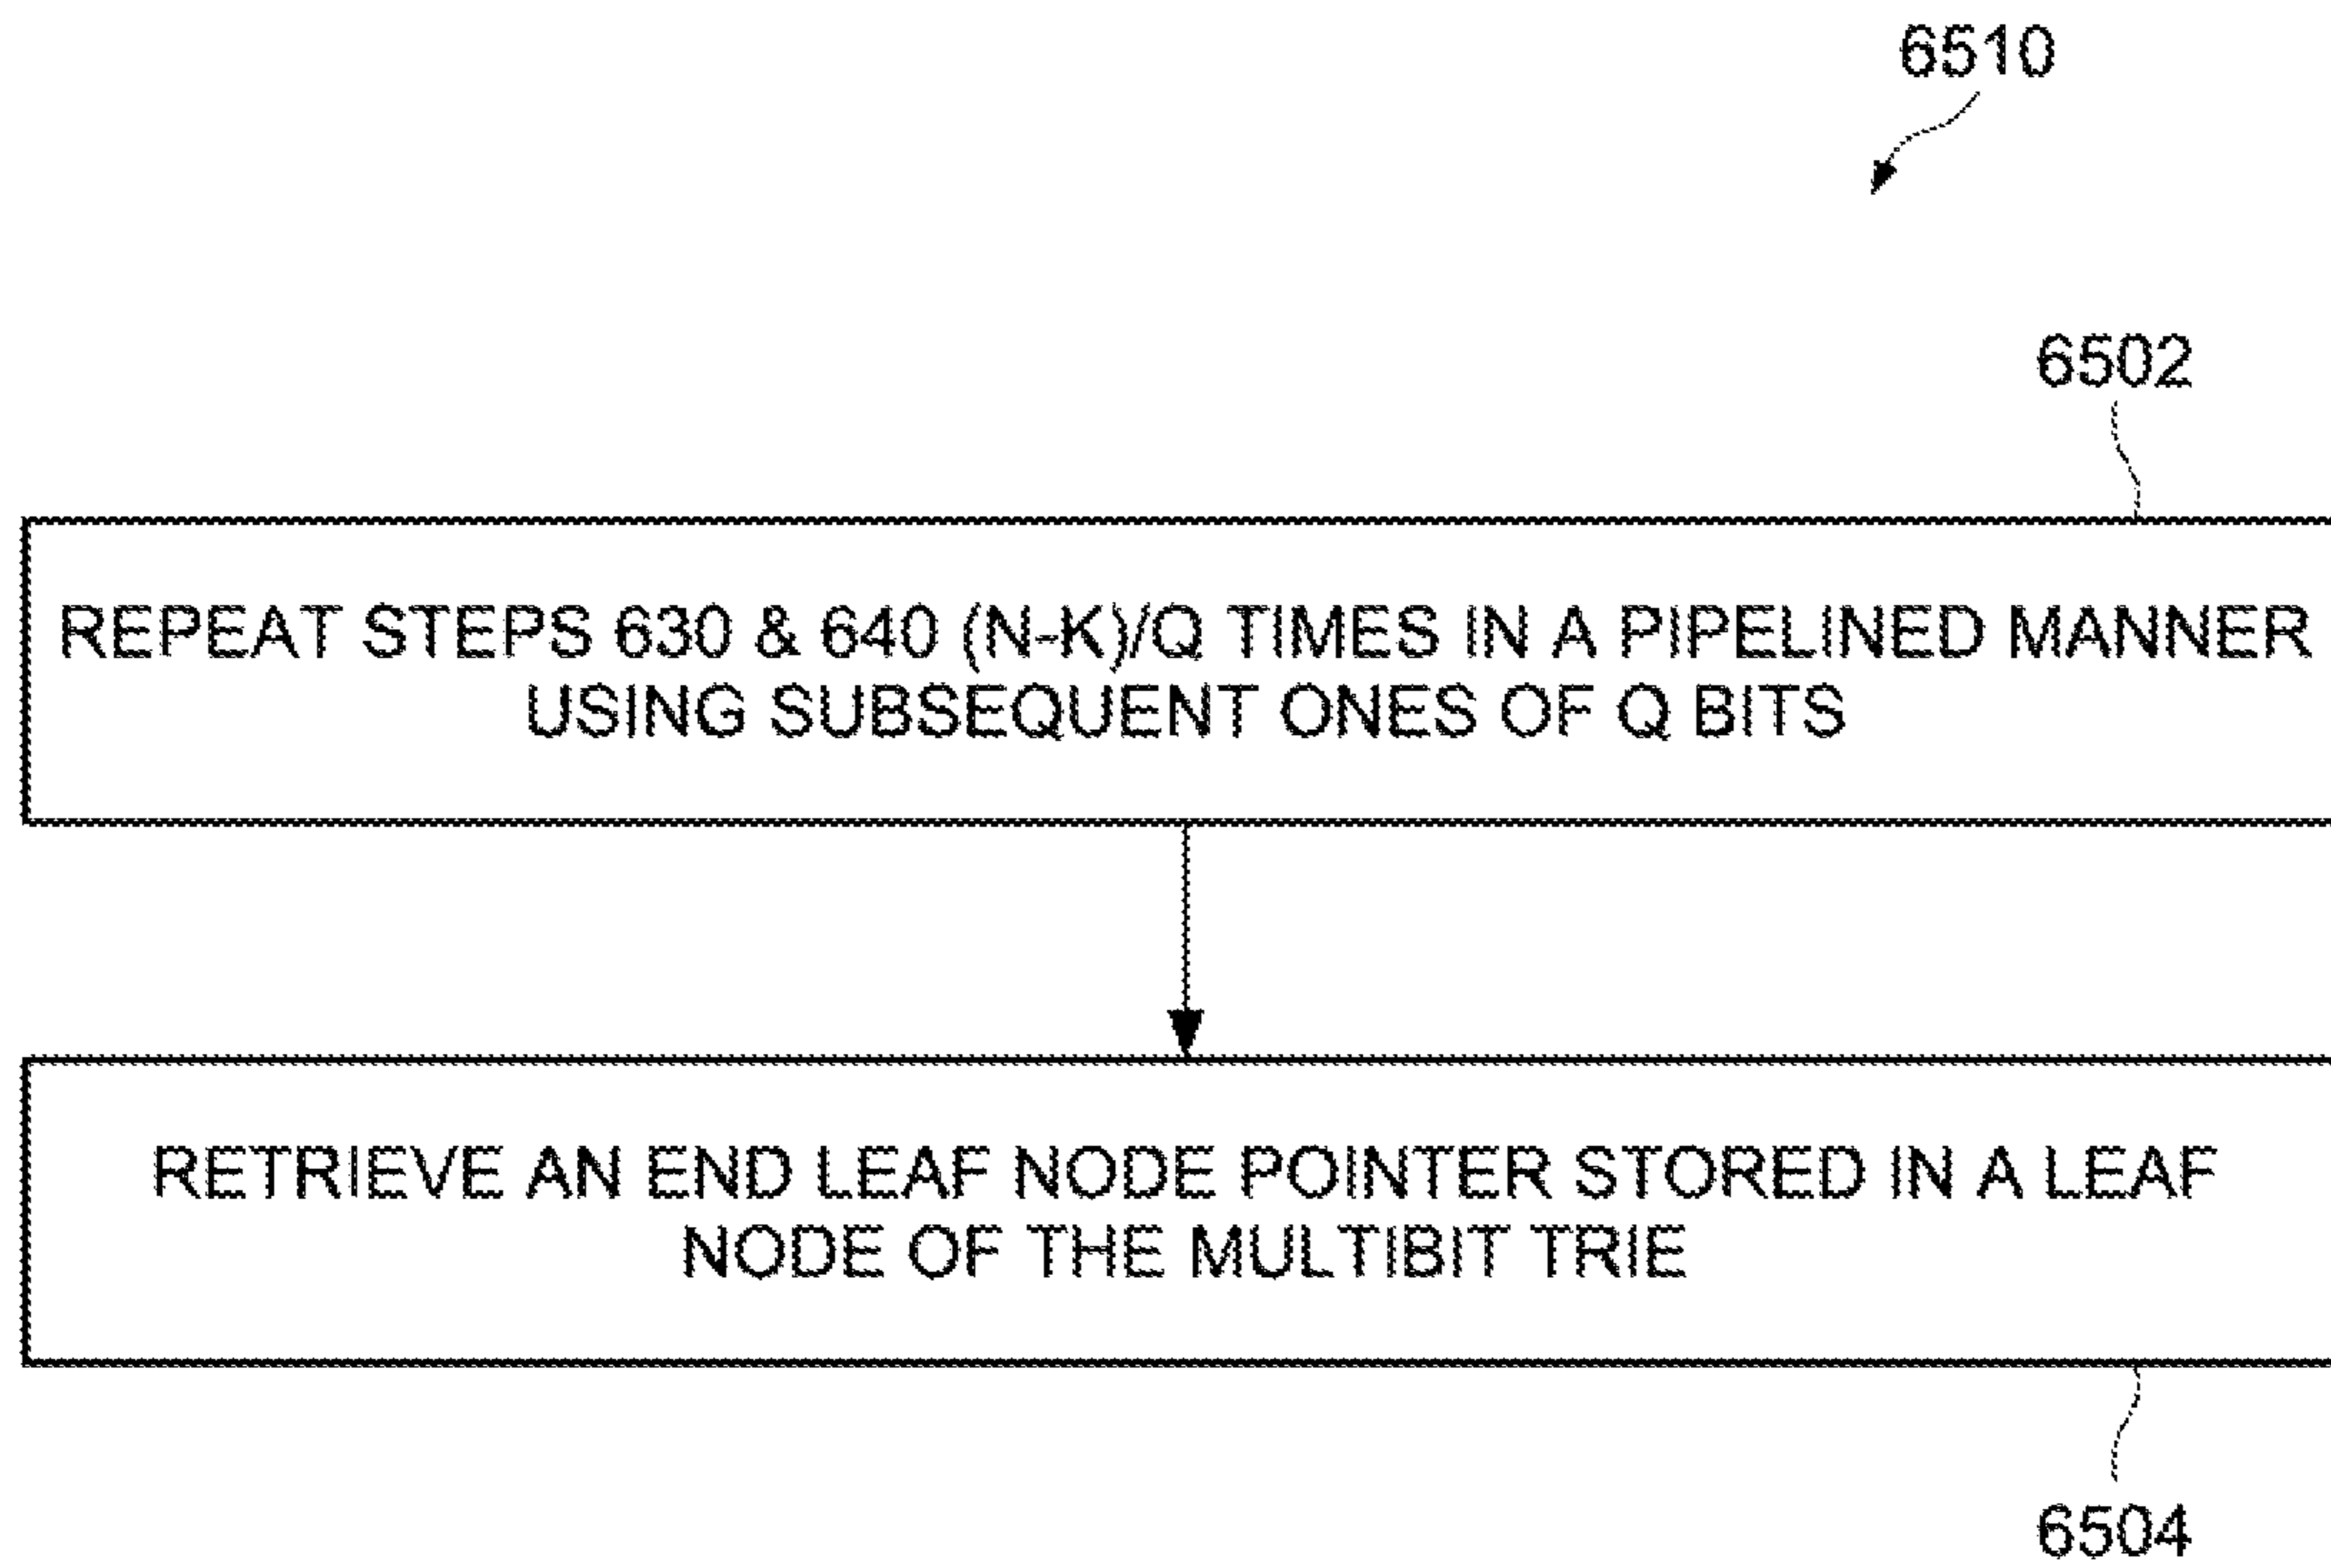 6510
6502
REPEAT STEPS 630 & 640 (N-K)/Q TIMES IN A PIPELINED MANNER
USING SUBSEQUENT ONES OF Q BITS
RETRIEVE AN END LEAF NODE POINTER STORED IN A LEAF
NODE OF THE MULTIBIT TRIE
6504